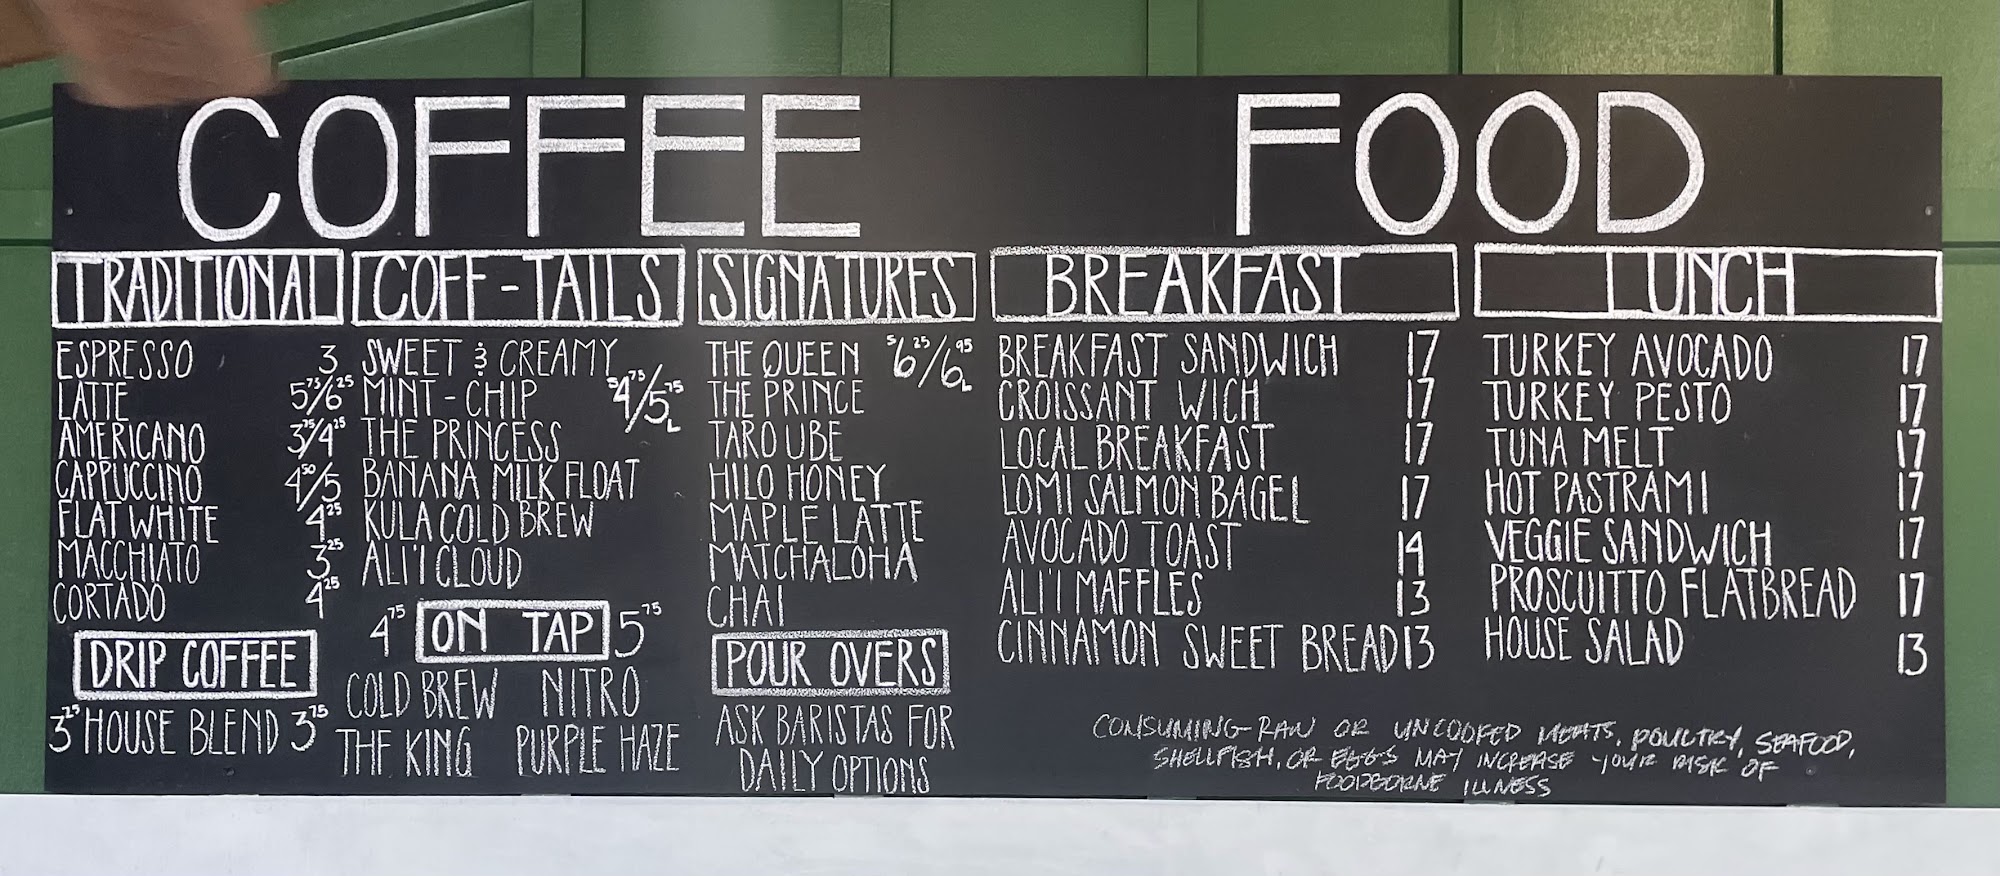 COFFEE
TRADITIONAL
ESPRESSO 3
LATTE 5.75/6.25
AMERICANO 3.75/4.25
CAPPUCCINO 4.50/5
FLAT WHITE 4.25
MACCHIATO 3.25
CORTADO 4.25
DRIP COFFEE
3.25 HOUSE BLEND 3.75
COFF-TAILS
SWEET & CREAMY
MINT-CHIP S 4.75/5.75 L
THE PRINCESS
BANANA MILK FLOAT
KULA COLD BREW
ALI'I CLOUD
4.75 ON TAP 5.75
COLD BREW NITRO
THE KING PURPLE HAZE
SIGNATURES
THE QUEEN S 6.25/6.95 L
THE PRINCE
TARO UBE
HILO HONEY
MAPLE LATTE
MATCHALOHA
CHAI
POUR OVERS
ASK BARISTAS FOR
DAILY OPTIONS
FOOD
BREAKFAST
BREAKFAST SANDWICH 17
CROISSANT WICH 17
LOCAL BREAKFAST 17
LOMI SALMON BAGEL 17
AVOCADO TOAST 14
ALI'I MAFFLES 13
CINNAMON SWEET BREAD 13
LUNCH
TURKEY AVOCADO 17
TURKEY PESTO 17
TUNA MELT 17
HOT PASTRAMI 17
VEGGIE SANDWICH 17
PROSCUITTO FLATBREAD 17
HOUSE SALAD 13
CONSUMING RAW OR UNCOOKED MEATS, POULTRY, SEAFOOD,
SHELLFISH, OR EGGS MAY INCREASE YOUR RISK OF
FOODBORNE ILLNESS